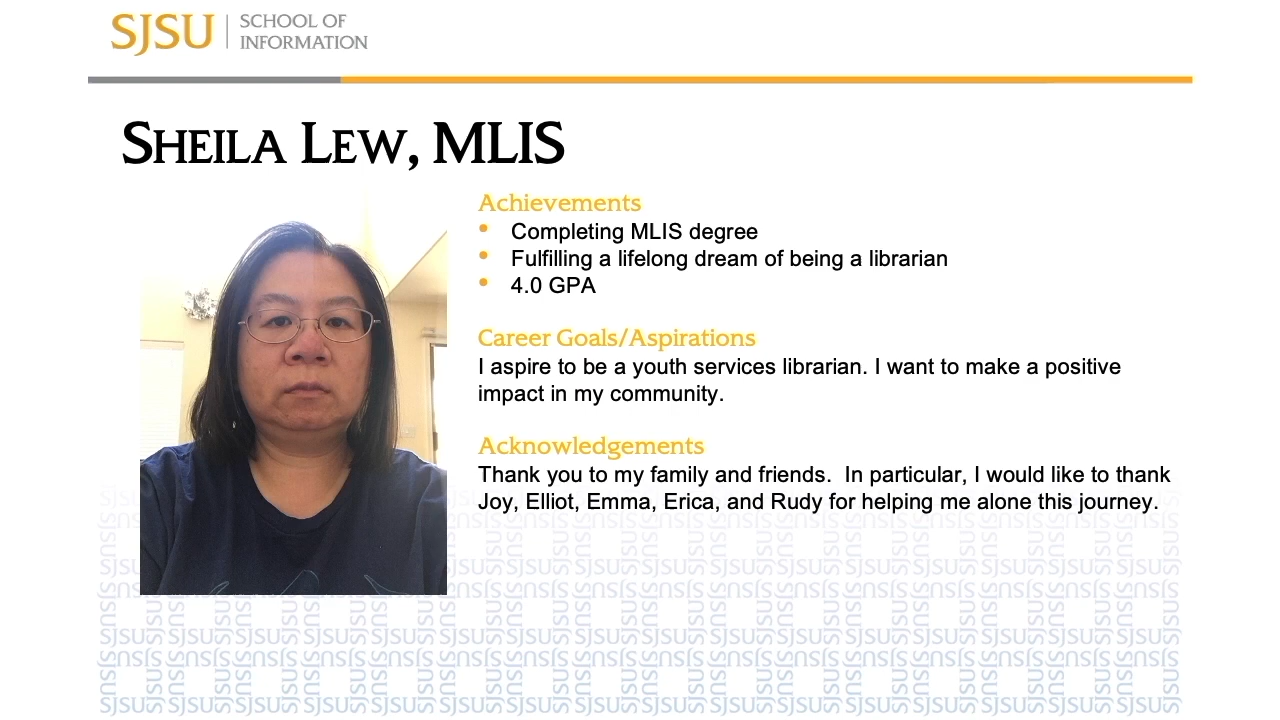 SJSU SCHOOL OF
INFORMATION
SHEILA LEW, MLIS
Achievements
• Completing MLIS degree
• Fulfilling a lifelong dream of being a librarian
• 4.0 GPA
Career Goals/Aspirations
I aspire to be a youth services librarian. I want to make a positive
impact in my community.
Acknowledgements
Thank you to my family and friends.  In particular, I would like to thank
Joy, Elliot, Emma, Erica, and Rudy for helping me alone this journey.